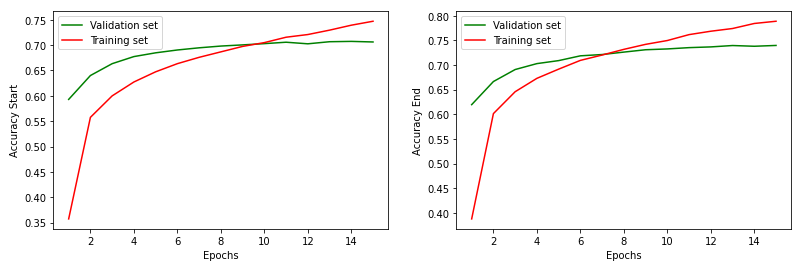 Validation set
Training set
0.75
0.70
0.65
0.60
0.55
0.50
0.45
0.40
0.35
Accuracy Start
2 4 6 8 10 12 14
Epochs
Validation set
Training set
0.80
0.75
0.70
0.65
0.60
0.55
0.50
0.45
0.40
Accuracy End
2 4 6 8 10 12 14
Epochs